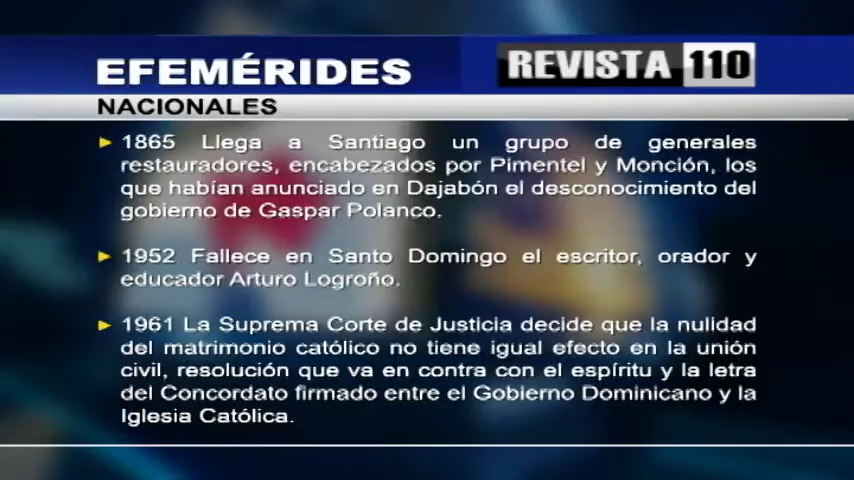 EFEMÉRIDES
REVISTA 110
NACIONALES
1865 Llega a Santiago un grupo de generales
restauradores, encabezados por Pimentel y Monción, los
que habían anunciado en Dajabón el desconocimiento del
gobierno de Gaspar Polanco.
1952 Fallece en Santo Domingo el escritor, orador y
educador Arturo Logroño.
1961 La Suprema Corte de Justicia decide que la nulidad
del matrimonio católico no tiene igual efecto en la unión
civil, resolución que va en contra con el espíritu y la letra
del Concordato firmado entre el Gobierno Dominicano y la
Iglesia Católica.